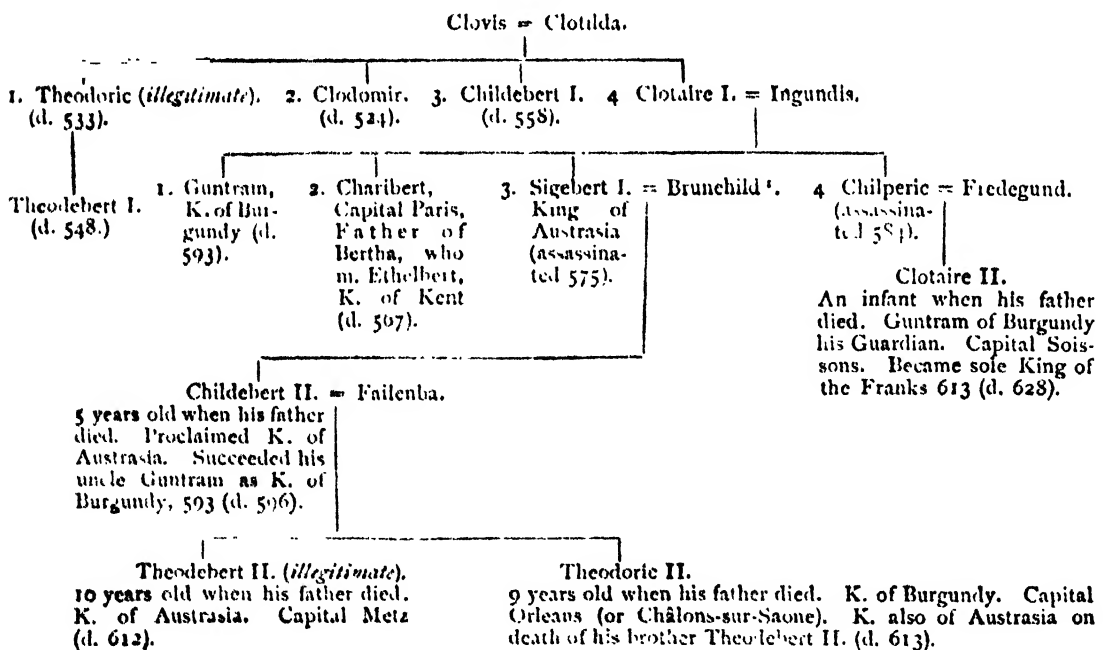 Clovis = Clotilda.
1. Theodoric (illegitimate). 2. Clodomir. 3. Childebert I. 4 Clotaire I. = Ingundis.
(d. 533). (d. 524). (d. 558).
Theodebert I.
(d. 548.)
1. Guntram,
K. of Bur-
gundy (d.
593).
2. Charibert,
Capital Paris,
Father of
Bertha, who
m. Ethelbert,
K. of Kent
(d. 567).
3. Sigebert I. = Brunchild ¹.
King of
Austrasia
(assassina-
ted 575).
4 Chilperic = Fredegund.
(assassina-
ted 584).
Clotaire II.
An infant when his father
died. Guntram of Burgundy
his Guardian. Capital Sois-
sons. Became sole King of
the Franks 613 (d. 628).
Childebert II. = Failenba.
5 years old when his father
died. Proclaimed K. of
Austrasia. Succeeded his
uncle Guntram as K. of
Burgundy, 593 (d. 596).
Theodebert II. (illegitimate).
10 years old when his father died.
K. of Austrasia. Capital Metz
(d. 612).
Theodoric II.
9 years old when his father died. K. of Burgundy. Capital
Orleans (or Châlons-sur-Saone). K. also of Austrasia on
death of his brother Theodebert II. (d. 613).